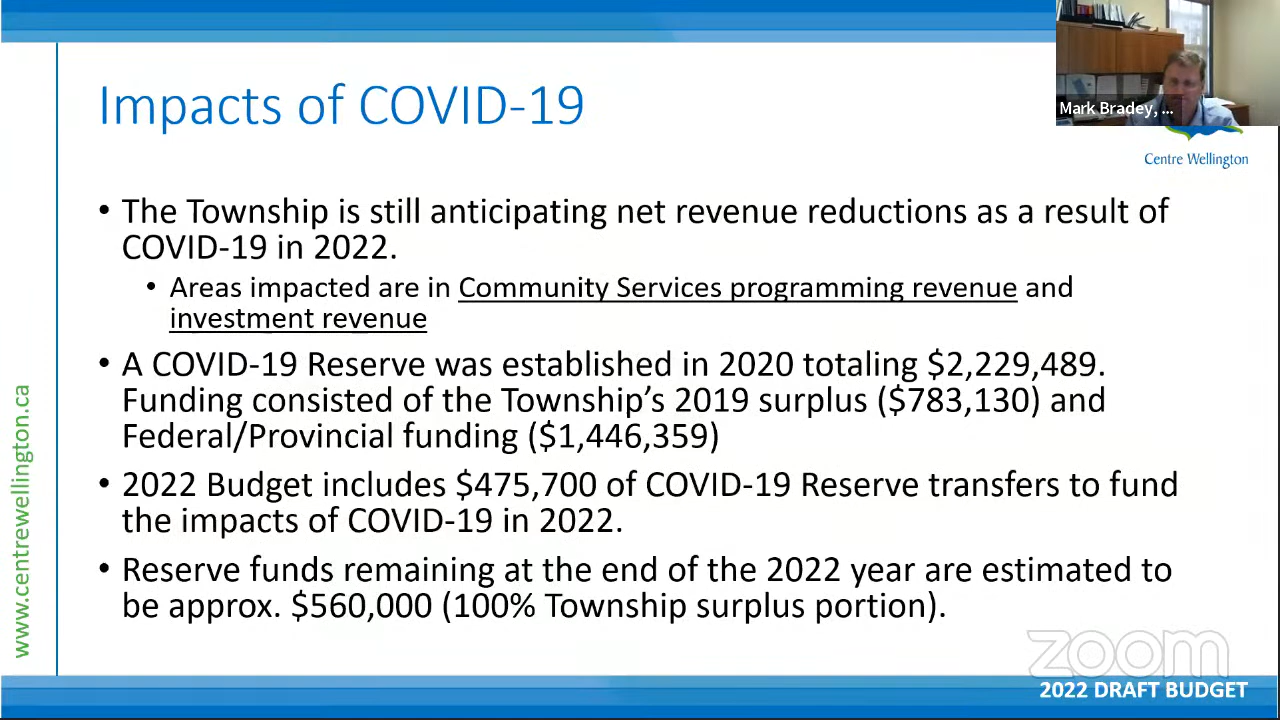 Impacts of COVID-19
Mark Bradey, ...
Centre Wellington
• The Township is still anticipating net revenue reductions as a result of
COVID-19 in 2022.
• Areas impacted are in Community Services programming revenue and
investment revenue
• A COVID-19 Reserve was established in 2020 totaling $2,229,489.
Funding consisted of the Township's 2019 surplus ($783,130) and
Federal/Provincial funding ($1,446,359)
• 2022 Budget includes $475,700 of COVID-19 Reserve transfers to fund
the impacts of COVID-19 in 2022.
• Reserve funds remaining at the end of the 2022 year are estimated to
be approx. $560,000 (100% Township surplus portion).
www.centrewellington.ca
zoom
2022 DRAFT BUDGET